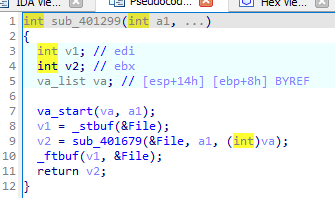 IDA Vie...
Pseudocod...
Hex View...
1 int sub_401299(int a1, ...)
2 {
3 int v1; // edi
4 int v2; // ebx
5 va_list va; // [esp+14h] [ebp+8h] BYREF
6
7 va_start(va, a1);
8 v1 = _stbuf(&File);
9 v2 = sub_401679(&File, a1, (int)va);
10 _ftbuf(v1, &File);
11 return v2;
12 }